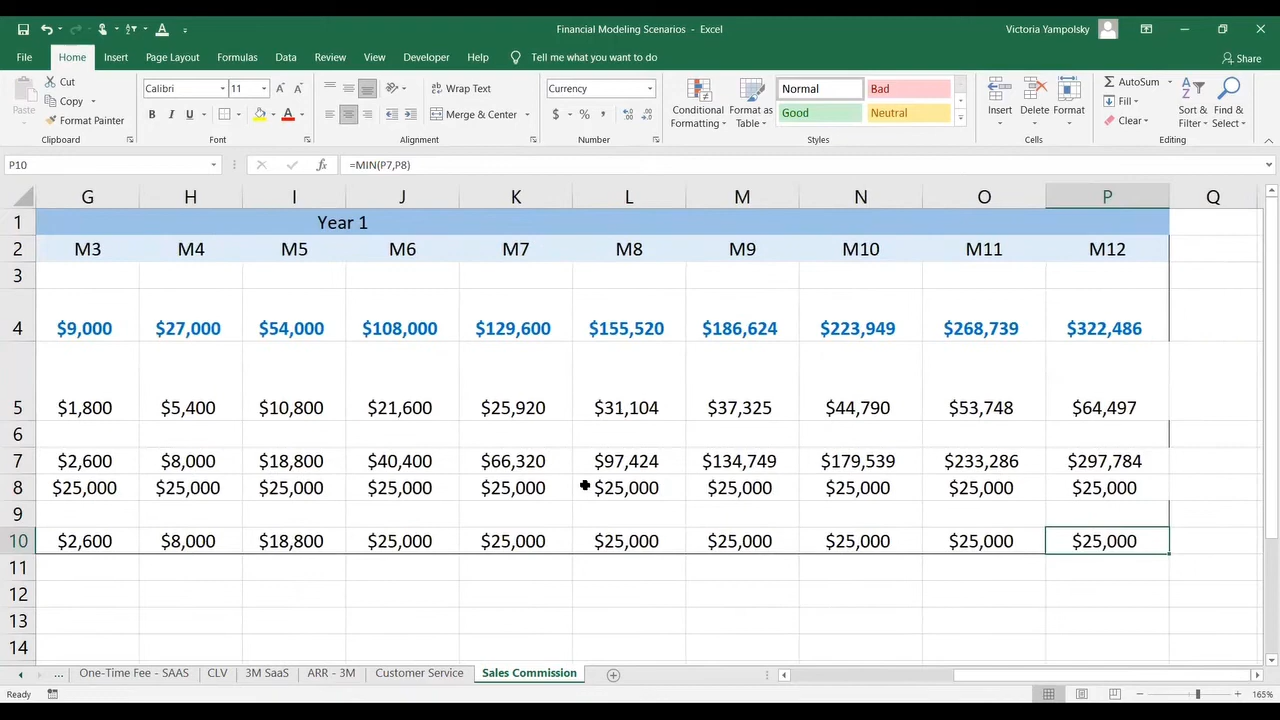 Financial Modeling Scenarios - Excel
Victoria Yampolsky
File Home Insert Page Layout Formulas Data Review View Developer Help Tell me what you want to do Share
Paste
Cut
Copy
Format Painter
Clipboard
Calibri 11
B I U A
Font
Wrap Text
Merge & Center
Alignment
Currency
$ % ,
Number
Conditional Formatting
Format as Table
Normal Bad
Good Neutral
Styles
Insert Delete Format
Cells
AutoSum
Fill
Clear
Sort & Filter
Find & Select
Editing
P10 fx =MIN(P7,P8)
G H I J K L M N O P Q
1 Year 1
2 M3 M4 M5 M6 M7 M8 M9 M10 M11 M12
3
4 $9,000 $27,000 $54,000 $108,000 $129,600 $155,520 $186,624 $223,949 $268,739 $322,486
5 $1,800 $5,400 $10,800 $21,600 $25,920 $31,104 $37,325 $44,790 $53,748 $64,497
6
7 $2,600 $8,000 $18,800 $40,400 $66,320 $97,424 $134,749 $179,539 $233,286 $297,784
8 $25,000 $25,000 $25,000 $25,000 $25,000 $25,000 $25,000 $25,000 $25,000 $25,000
9
10 $2,600 $8,000 $18,800 $25,000 $25,000 $25,000 $25,000 $25,000 $25,000 $25,000
11
12
13
14
... One-Time Fee - SAAS CLV 3M SaaS ARR - 3M Customer Service Sales Commission
Ready 165%